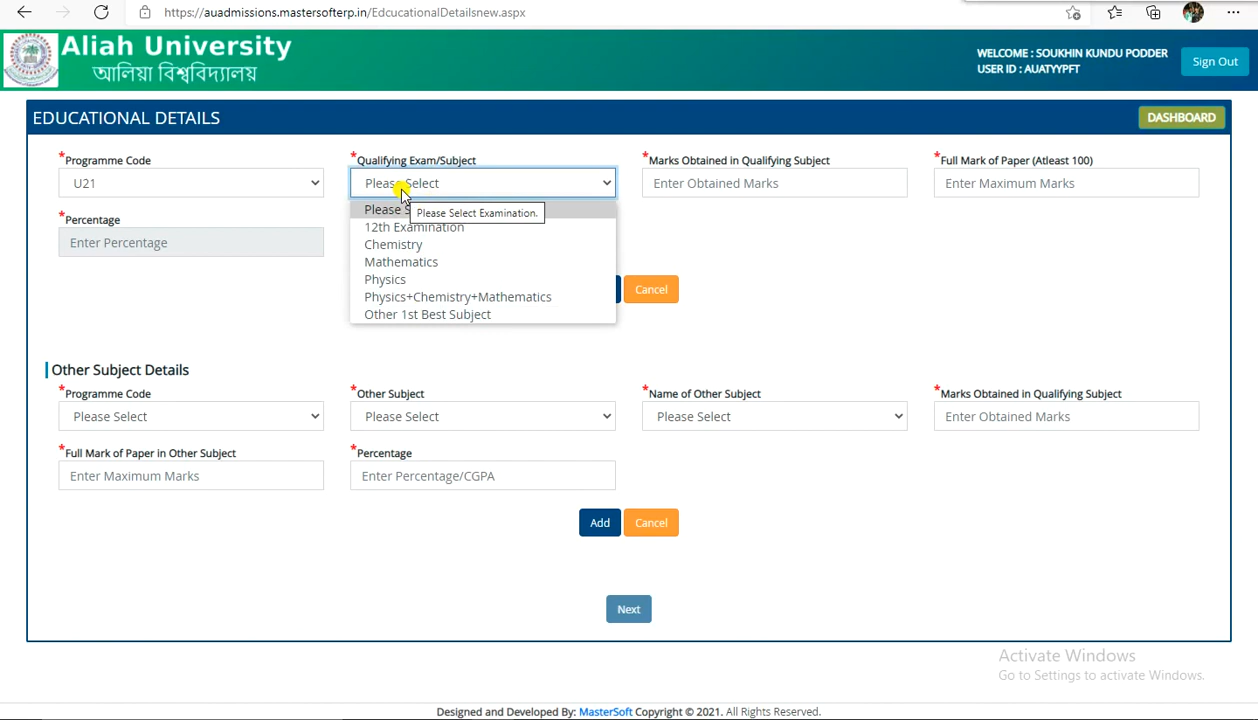 https://auadmissions.mastersofterp.in/EdcucationalDetailsnew.aspx
Aliah University
আলিয়া বিশ্ববিদ্যালয়
WELCOME : SOUKHIN KUNDU PODDER
USER ID : AUATYYPFT
Sign Out
EDUCATIONAL DETAILS
DASHBOARD
*Programme Code
*Qualifying Exam/Subject
*Marks Obtained in Qualifying Subject
*Full Mark of Paper (Atleast 100)
U21
Please Select
Enter Obtained Marks
Enter Maximum Marks
*Percentage
Enter Percentage
Please S
Please Select Examination.
12th Examination
Chemistry
Mathematics
Physics
Physics+Chemistry+Mathematics
Other 1st Best Subject
Cancel
Other Subject Details
*Programme Code
*Other Subject
*Name of Other Subject
*Marks Obtained in Qualifying Subject
Please Select
Please Select
Please Select
Enter Obtained Marks
*Full Mark of Paper in Other Subject
*Percentage
Enter Maximum Marks
Enter Percentage/CGPA
Add
Cancel
Next
Activate Windows
Go to Settings to activate Windows.
Designed and Developed By: MasterSoft Copyright © 2021. All Rights Reserved.